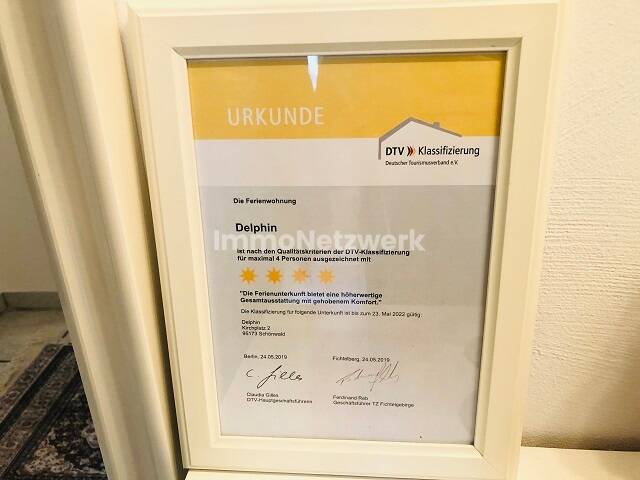 URKUNDE
DTV Klassifizierung
Deutscher Tourismusverband e.V.
Die Ferienwohnung
Delphin
ImmoNetzwerk
ist nach den Qualitätskriterien der DTV-Klassifizierung
für maximal 4 Personen ausgezeichnet mit
"Die Ferienunterkunft bietet eine höherwertige
Gesamtausstattung mit gehobenem Komfort."
Die Klassifizierung für folgende Unterkunft ist bis zum 23. Mai 2022 gültig:
Delphin
Kirchplatz 2
95173 Schönwald
Berlin, 24.05.2019 Fichtelberg, 24.05.2019
C. Gilles
Claudia Gilles Ferdinand Reb
DTV-Hauptgeschäftsführerin Geschäftsführer TZ Fichtelgebirge